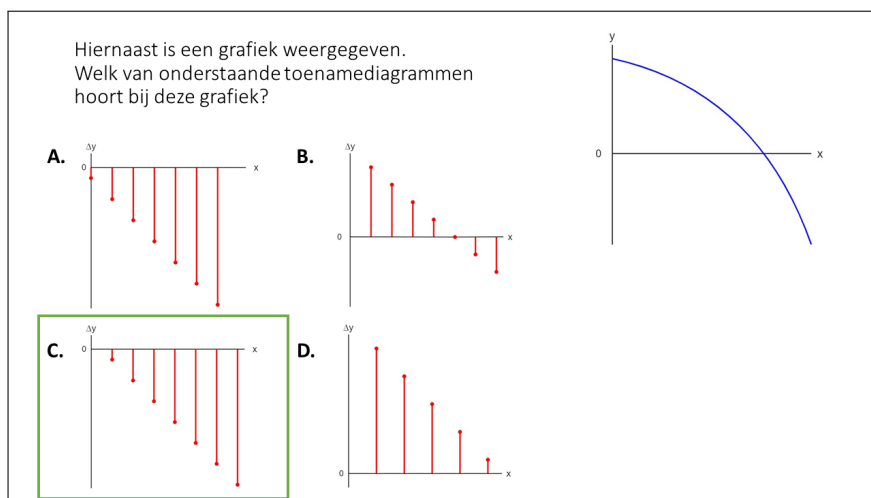 Hiernaast is een grafiek weergegeven.
Welk van onderstaande toenamediagrammen
hoort bij deze grafiek?
y
0
x
A.
Δy
0
x
B.
Δy
0
x
C.
Δy
0
x
D.
Δy
0
x